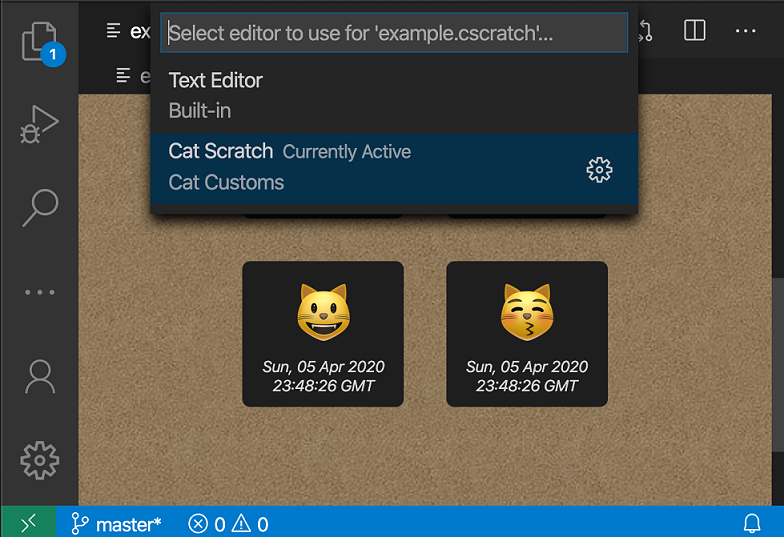 1
Select editor to use for 'example.cscratch'...
Text Editor
Built-in
Cat Scratch Currently Active
Cat Customs
Sun, 05 Apr 2020
23:48:26 GMT
Sun, 05 Apr 2020
23:48:26 GMT
master* 0 0